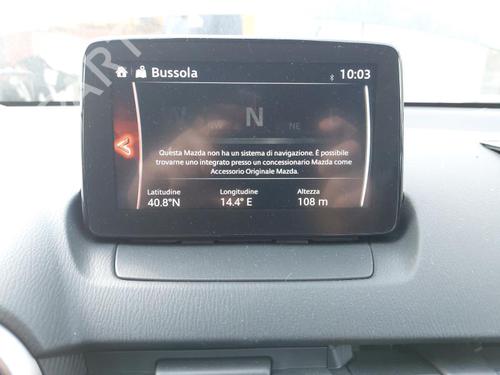 Bussola 10:03
NW N NE
Questa Mazda non ha un sistema di navigazione. È possibile
trovarne uno integrato presso un concessionario Mazda come
Accessorio Originale Mazda.
Latitudine Longitudine Altezza
40.8°N 14.4° E 108 m